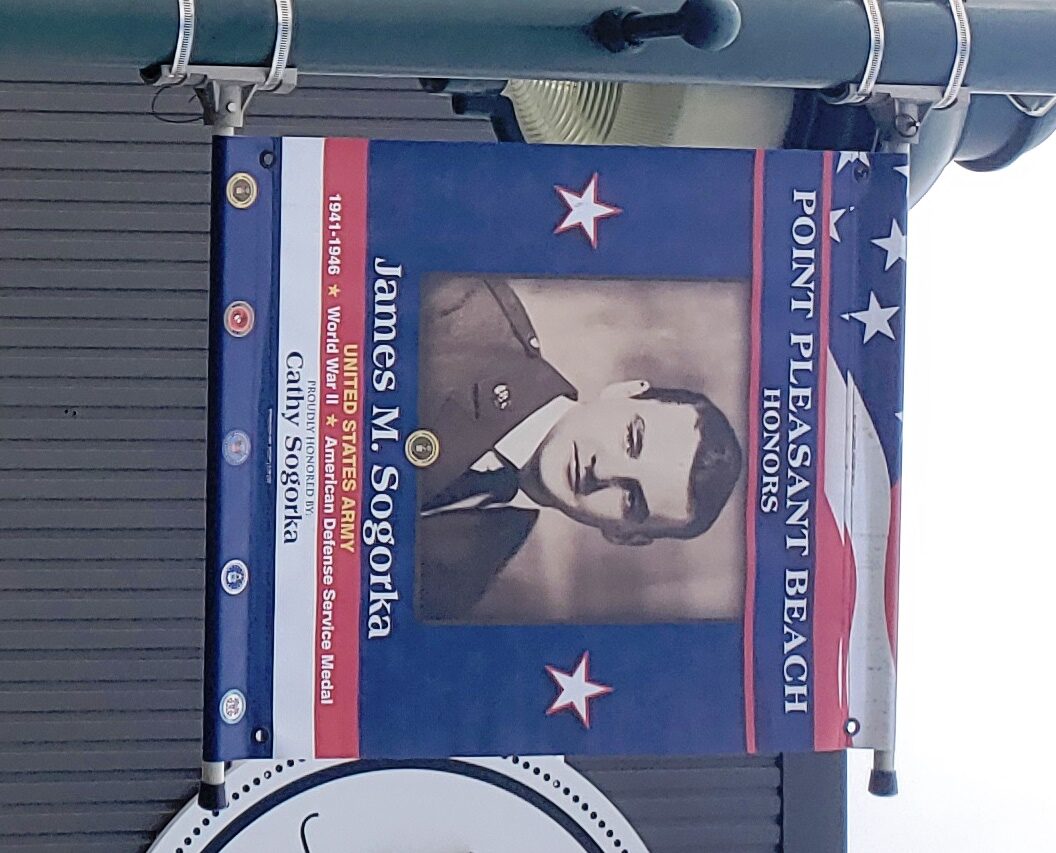 POINT PLEASANT BEACH
HONORS
James M. Sogorka
UNITED STATES ARMY
1941-1946 ★ World War II ★ American Defense Service Medal
PROUDLY HONORED BY:
Cathy Sogorka